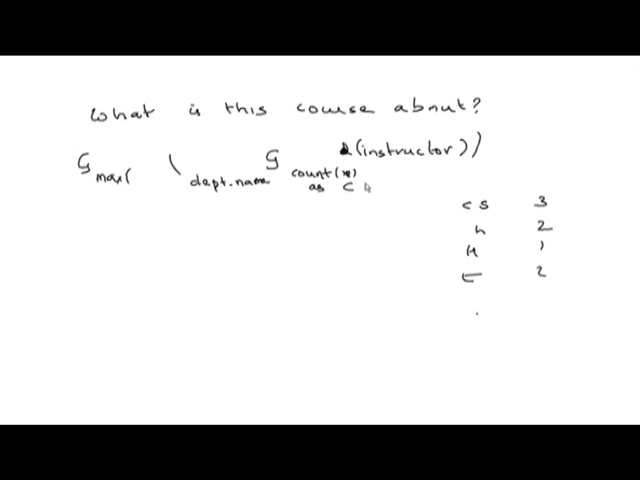 What is this course about?
G max( ( dept.name G count(*) as C (instructor))
CS 3
h 2
H 1
E 2